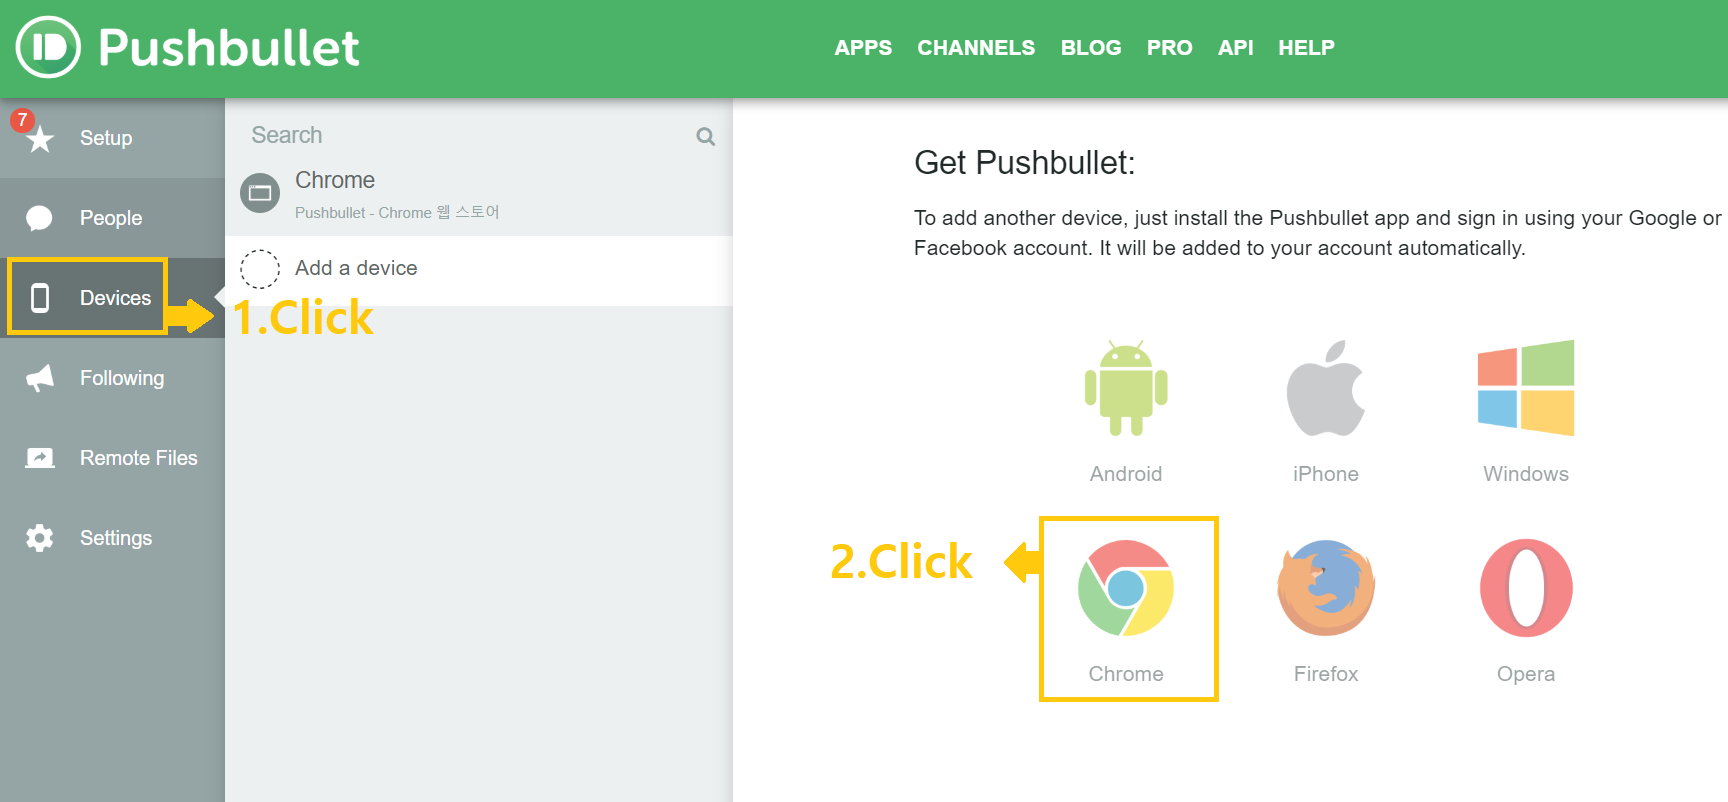 Pushbullet
APPS CHANNELS BLOG PRO API HELP
7
Setup
People
Devices
Following
Remote Files
Settings
1.Click
Search
Chrome
Pushbullet - Chrome 웹 스토어
Add a device
Get Pushbullet:
To add another device, just install the Pushbullet app and sign in using your Google or
Facebook account. It will be added to your account automatically.
Android
iPhone
Windows
2.Click
Chrome
Firefox
Opera